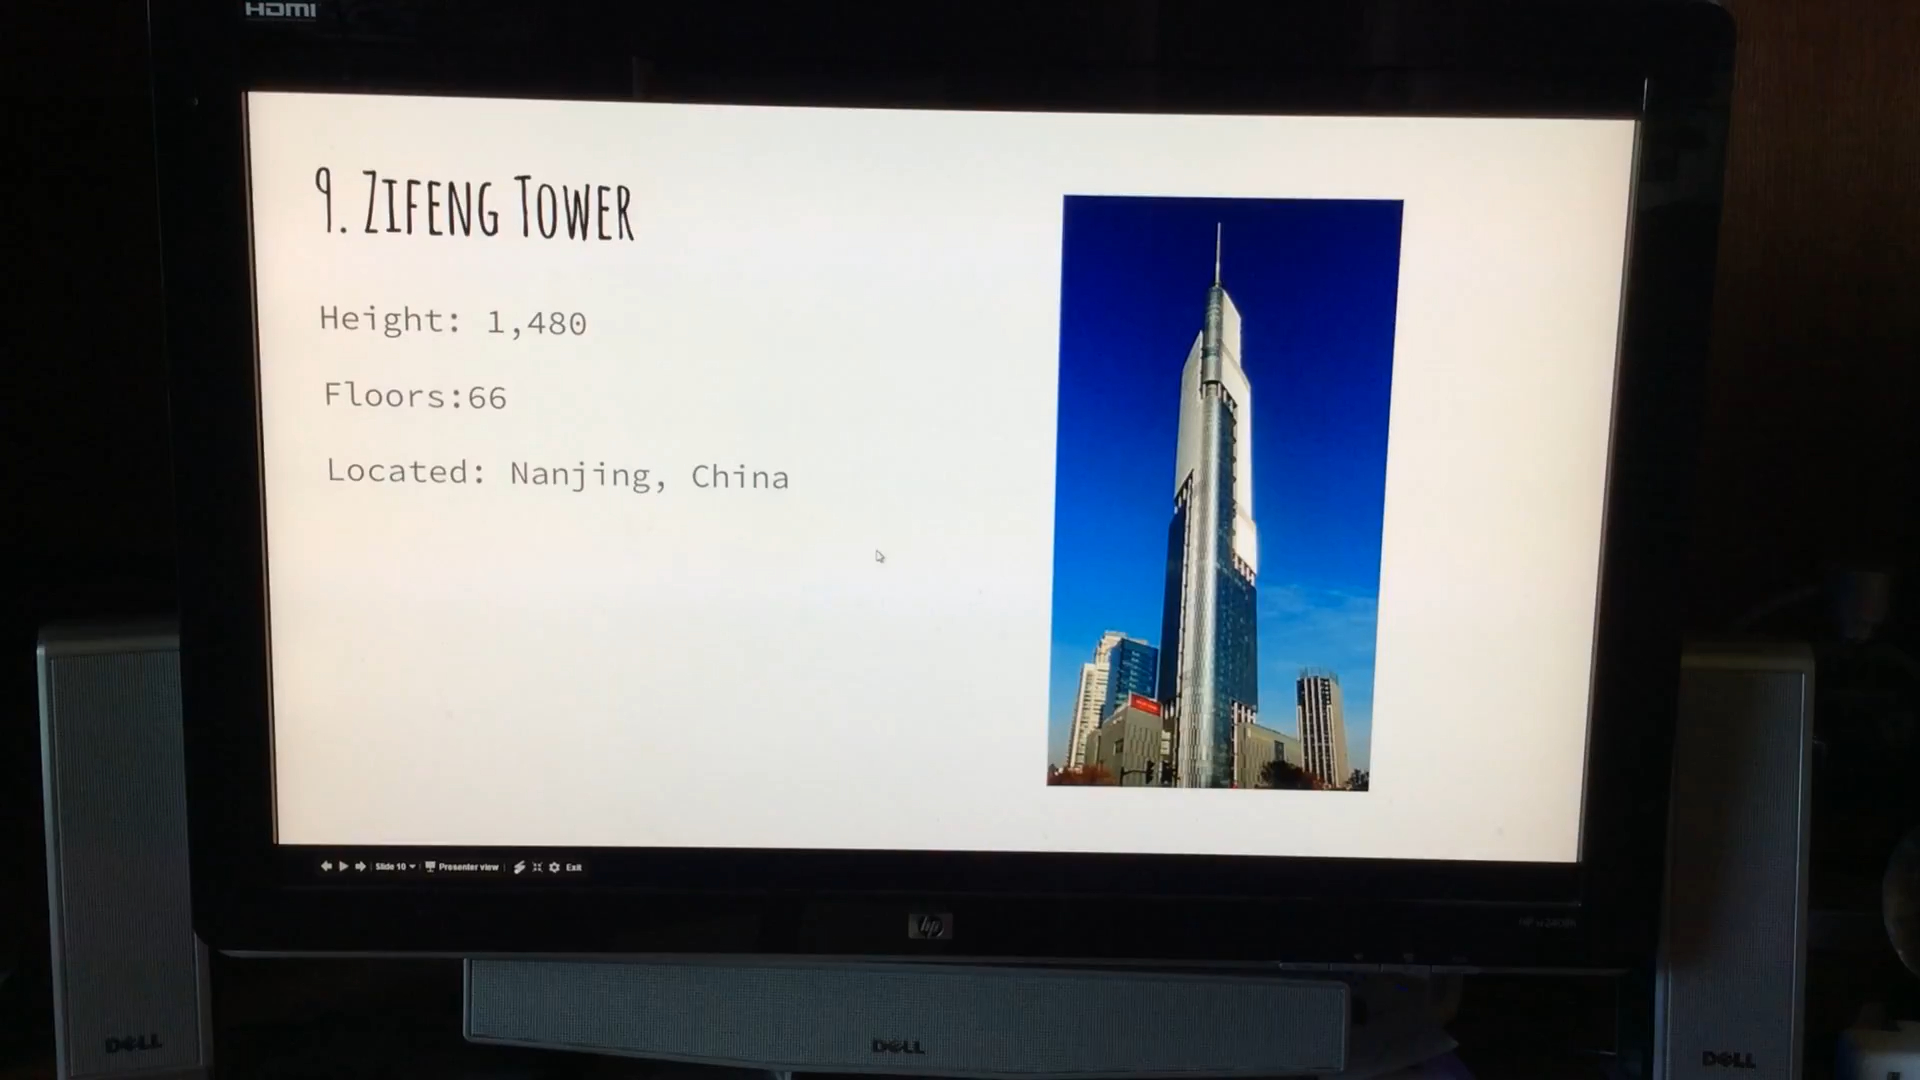 HDMI
9. ZIFENG TOWER
Height: 1,480
Floors:66
Located: Nanjing, China
Slide 10
Presenter view
Exit
hp
DELL
DELL
DELL